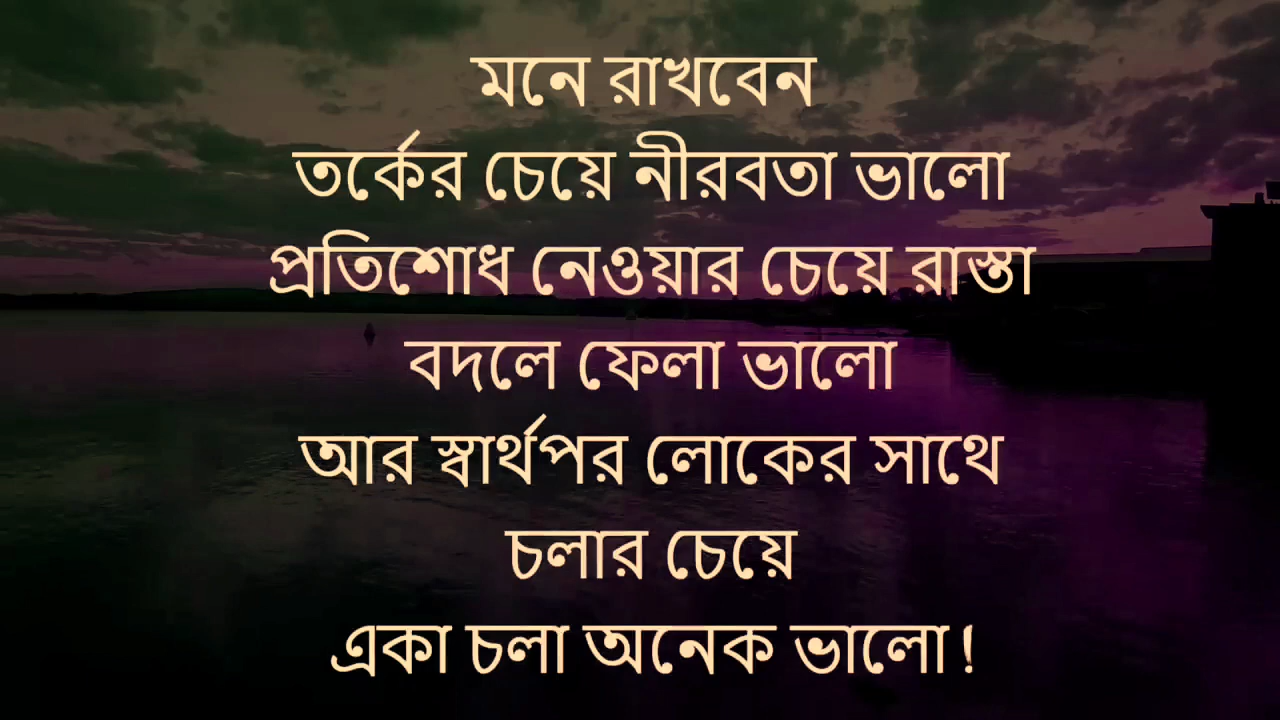 মনে রাখবেন
তর্কের চেয়ে নীরবতা ভালো
প্রতিশোধ নেওয়ার চেয়ে রাস্তা
বদলে ফেলা ভালো
আর স্বার্থপর লোকের সাথে
চলার চেয়ে
একা চলা অনেক ভালো!